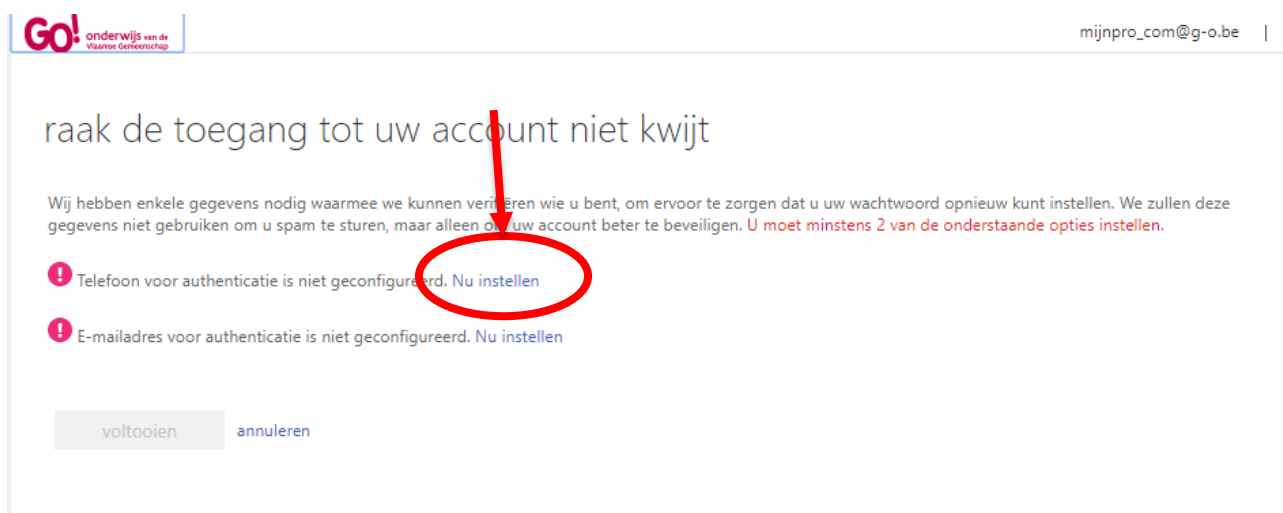 GO! onderwijs van de
Vlaamse Gemeenschap
mijnpro_com@g-o.be |
raak de toegang tot uw account niet kwijt
Wij hebben enkele gegevens nodig waarmee we kunnen verifiëren wie u bent, om ervoor te zorgen dat u uw wachtwoord opnieuw kunt instellen. We zullen deze
gegevens niet gebruiken om u spam te sturen, maar alleen om uw account beter te beveiligen. U moet minstens 2 van de onderstaande opties instellen.
! Telefoon voor authenticatie is niet geconfigureerd. Nu instellen
! E-mailadres voor authenticatie is niet geconfigureerd. Nu instellen
voltooien annuleren